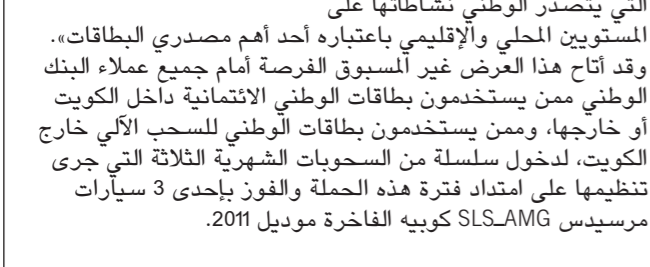 التي يتصدر الوطني نشاطاتها على
المستويين المحلي والإقليمي باعتباره أحد أهم مصدري البطاقات».
وقد أتاح هذا العرض غير المسبوق الفرصة أمام جميع عملاء البنك
الوطني ممن يستخدمون بطاقات الوطني الائتمانية داخل الكويت
أو خارجها، وممن يستخدمون بطاقات الوطني للسحب الآلي خارج
الكويت، لدخول سلسلة من السحوبات الشهرية الثلاثة التي جرى
تنظيمها على امتداد فترة هذه الحملة والفوز بإحدى 3 سيارات
مرسيدس SLS_AMG كوبيه الفاخرة موديل 2011.